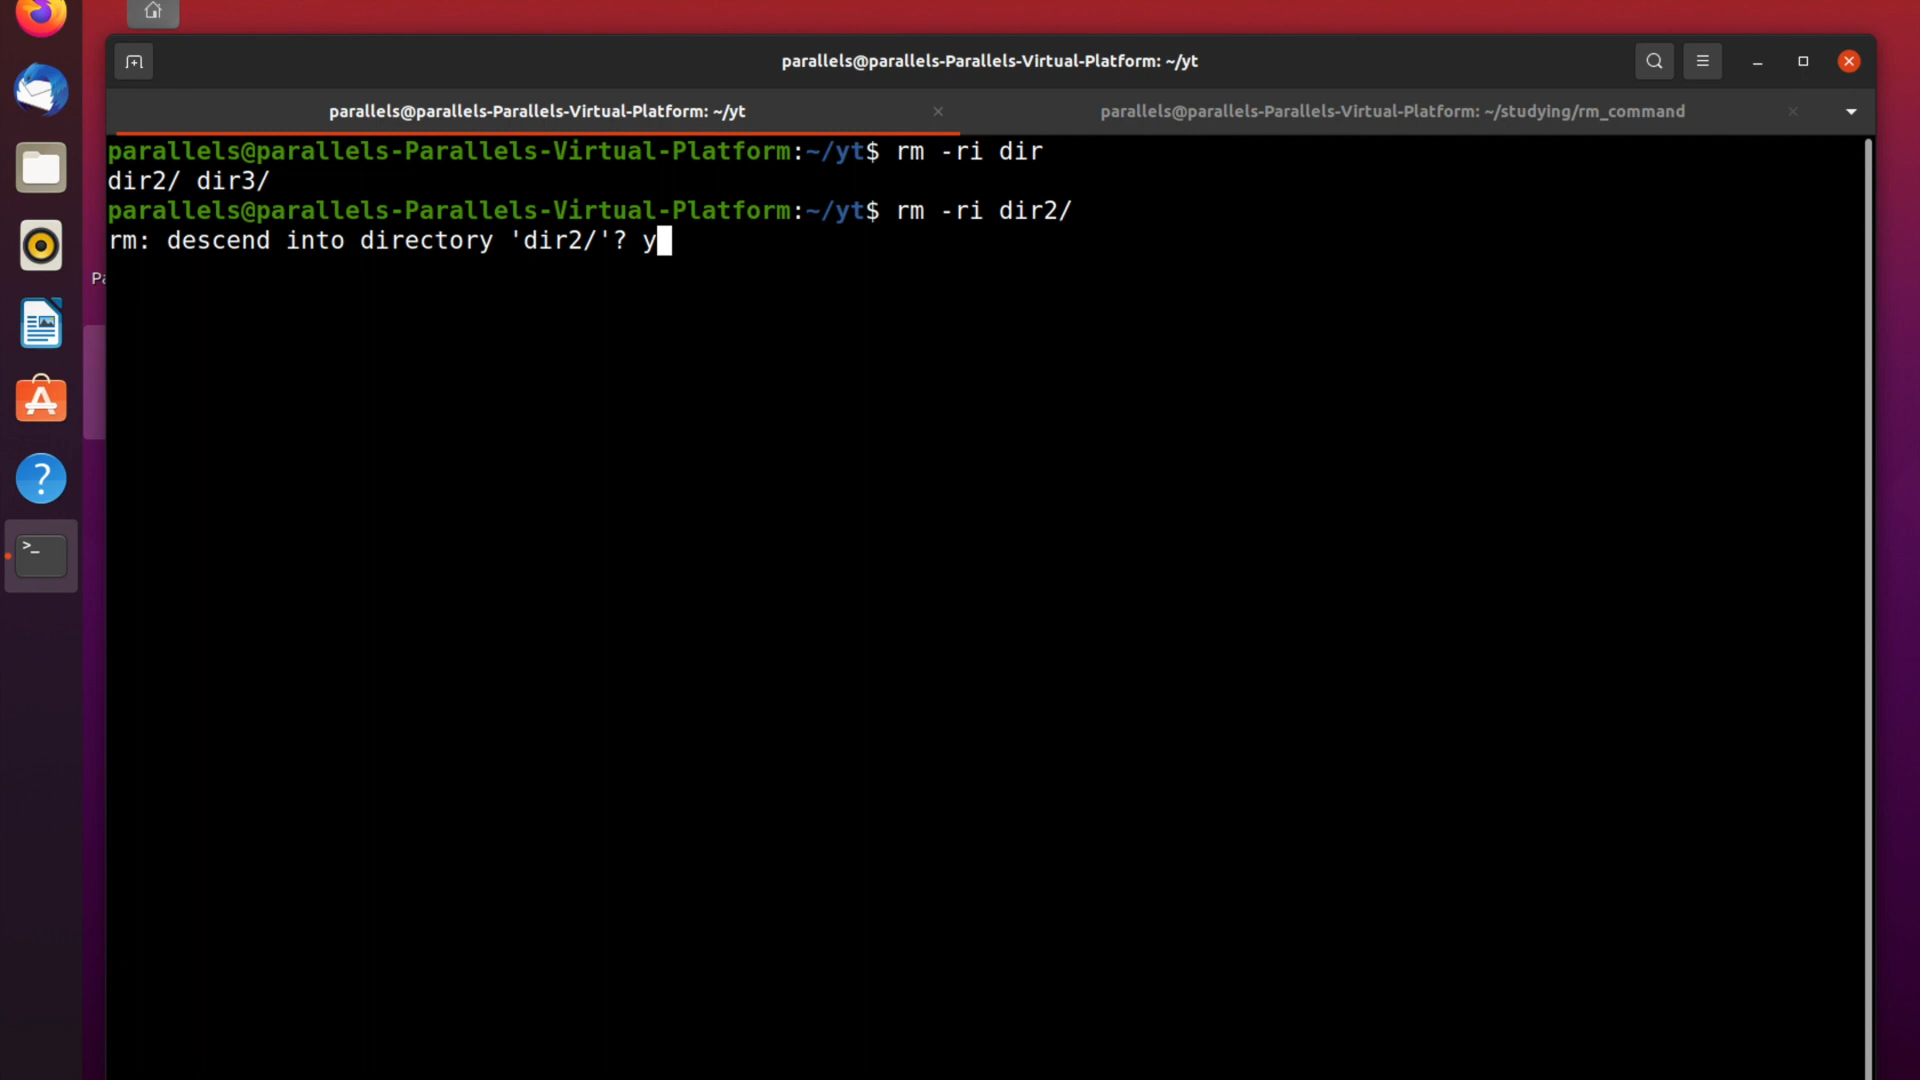 parallels@parallels-Parallels-Virtual-Platform: ~/yt
parallels@parallels-Parallels-Virtual-Platform: ~/yt
parallels@parallels-Parallels-Virtual-Platform: ~/studying/rm_command
parallels@parallels-Parallels-Virtual-Platform:~/yt$ rm -ri dir
dir2/ dir3/
parallels@parallels-Parallels-Virtual-Platform:~/yt$ rm -ri dir2/
rm: descend into directory 'dir2/'? y
Pa
>_
?